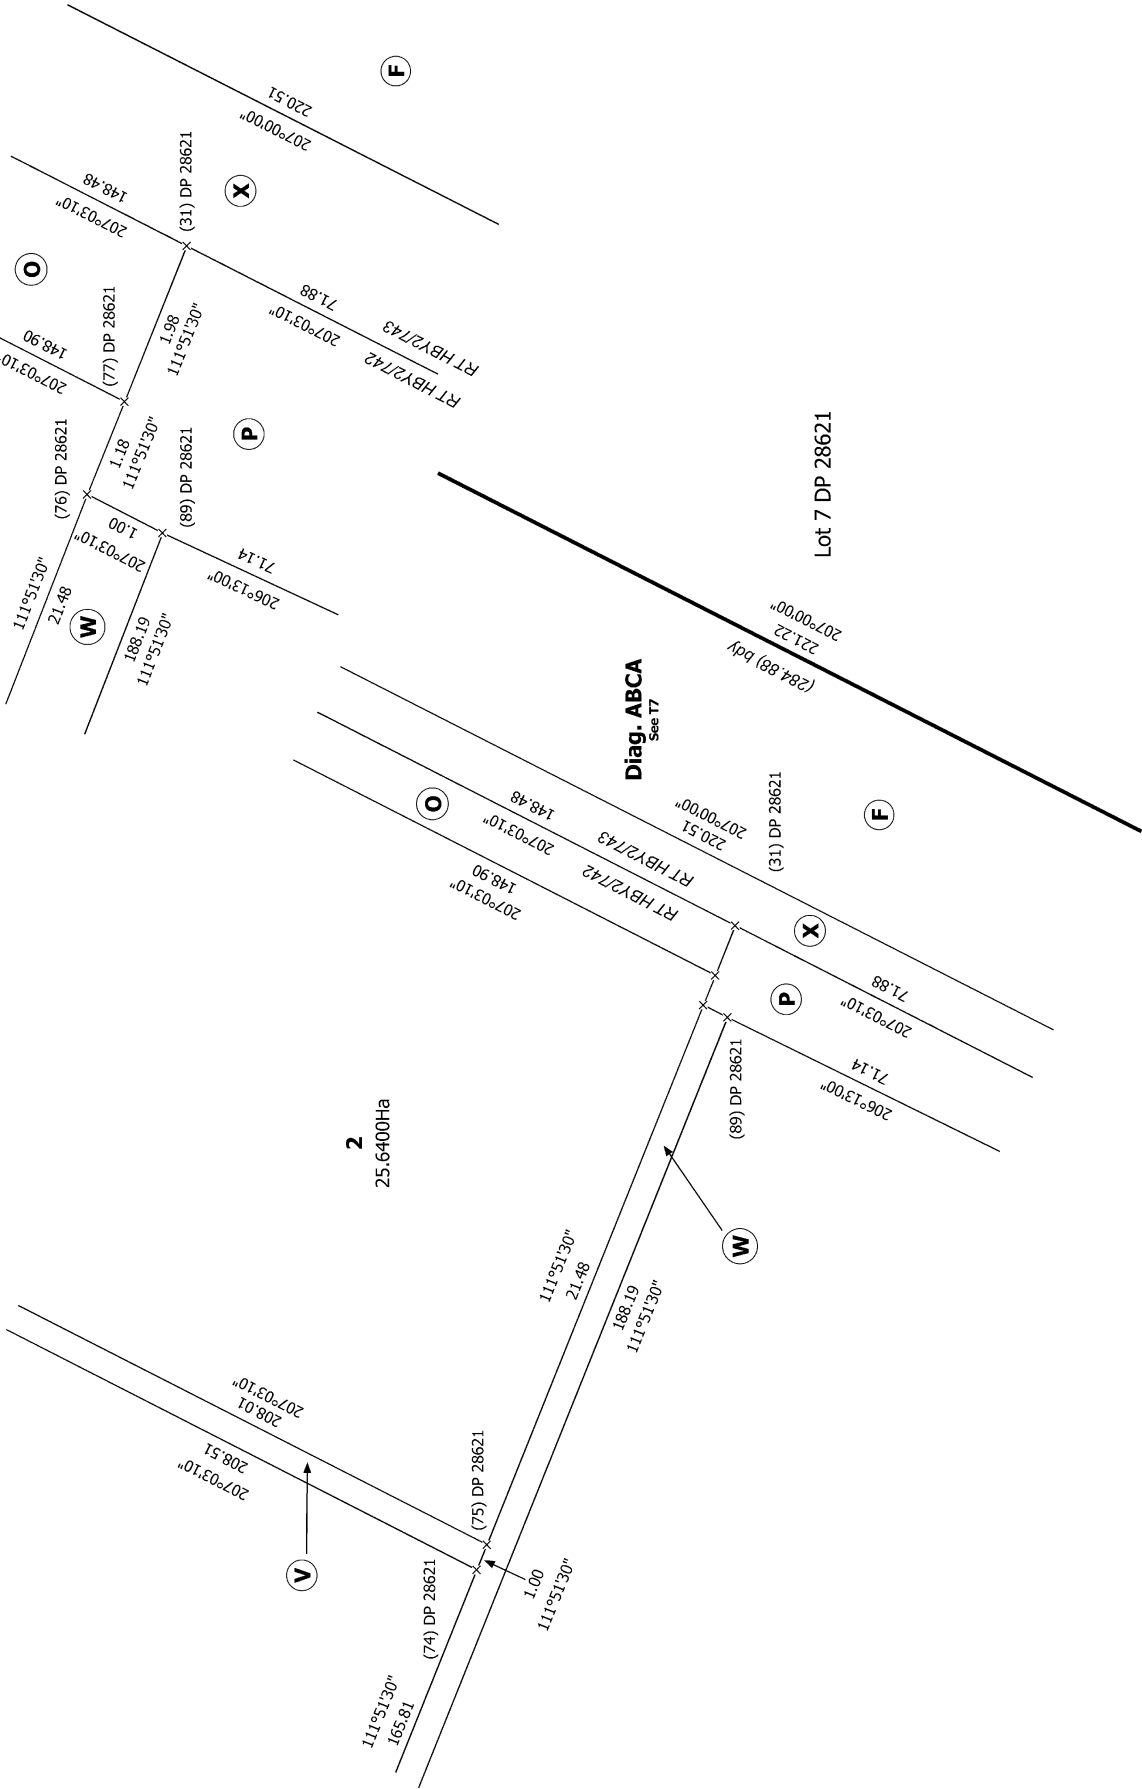 F
220.51
207°00'00"
148.48
207°03'10"
(31) DP 28621
X
O
148.90
207°03'10"
(77) DP 28621
1.98
111°51'30"
71.88
207°03'10"
RT HBY2/743
RT HBY2/742
(76) DP 28621
1.18
111°51'30"
P
(89) DP 28621
1.00
207°03'10"
71.14
206°13'00"
111°51'30"
21.48
W
188.19
111°51'30"
Lot 7 DP 28621
207°00'00"
221.22
(284.88) bdy
Diag. ABCA
See T7
O
148.48
207°03'10"
RT HBY2/743
RT HBY2/742
207°00'00"
220.51
(31) DP 28621
F
148.90
207°03'10"
X
P
71.88
207°03'10"
(89) DP 28621
71.14
206°13'00"
2
25.6400Ha
W
111°51'30"
21.48
188.19
111°51'30"
207°03'10"
208.01
208.51
207°03'10"
(75) DP 28621
V
(74) DP 28621
1.00
111°51'30"
111°51'30"
165.81